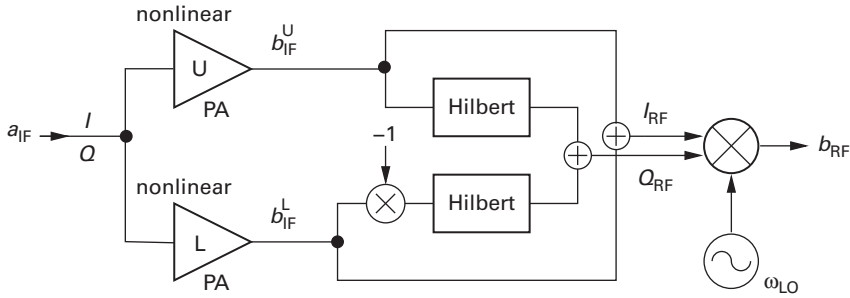 nonlinear
b_IF^U
U
PA
Hilbert
a_IF
I
Q
−1
I_RF
b_RF
Q_RF
nonlinear
b_IF^L
Hilbert
L
PA
ω_LO